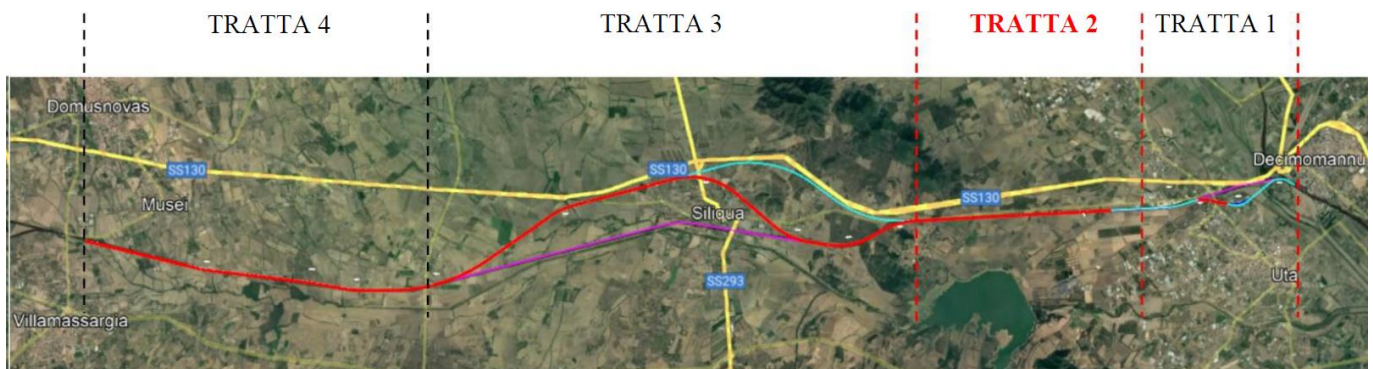 TRATTA 4 TRATTA 3 TRATTA 2 TRATTA 1
Domusnovas
Decimomannu
SS130 SS130
SS130
Musei
Siliqua
Uta
SS293
Villamassargia